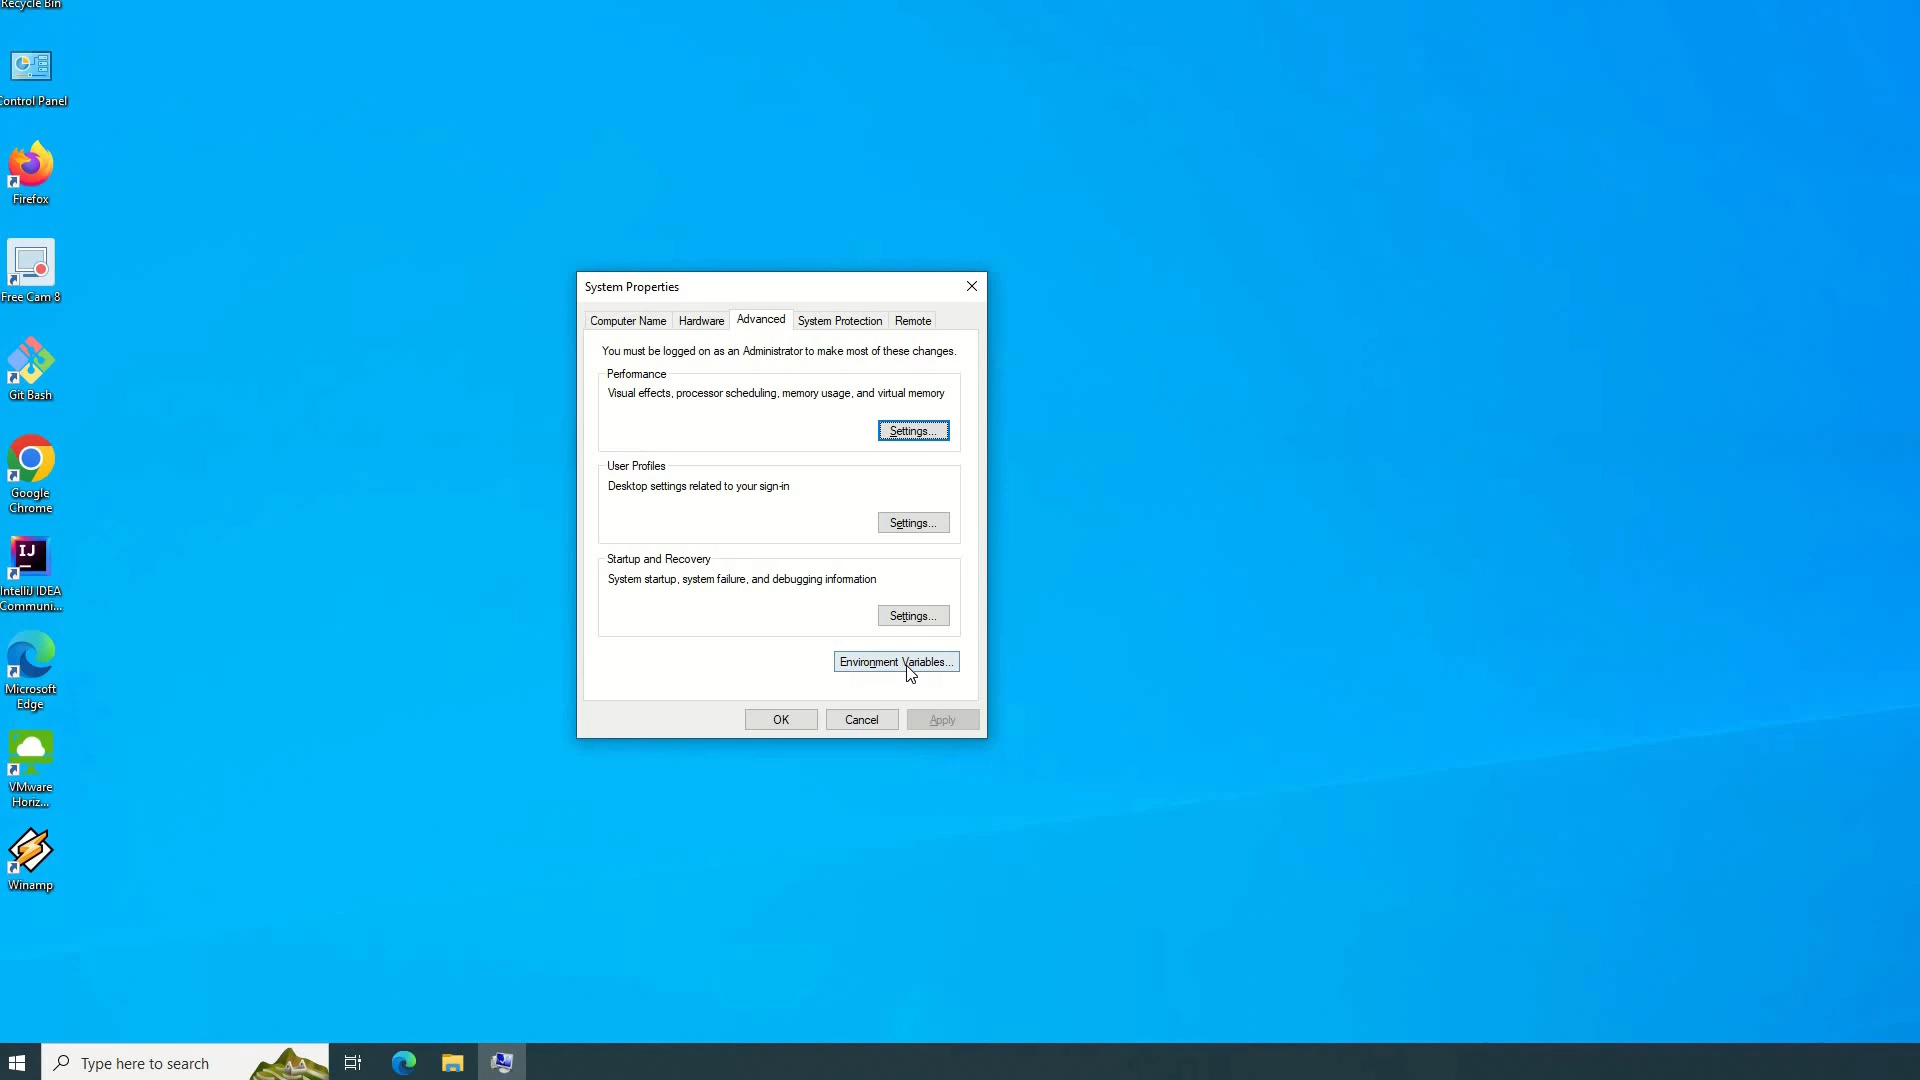 Recycle Bin
Control Panel
Firefox
Free Cam 8
Git Bash
Google
Chrome
IJ
IntelliJ IDEA
Communi...
Microsoft
Edge
VMware
Horiz...
Winamp
System Properties
Computer Name
Hardware
Advanced
System Protection
Remote
You must be logged on as an Administrator to make most of these changes.
Performance
Visual effects, processor scheduling, memory usage, and virtual memory
Settings...
User Profiles
Desktop settings related to your sign-in
Settings...
Startup and Recovery
System startup, system failure, and debugging information
Settings...
Environment Variables...
OK
Cancel
Apply
Type here to search